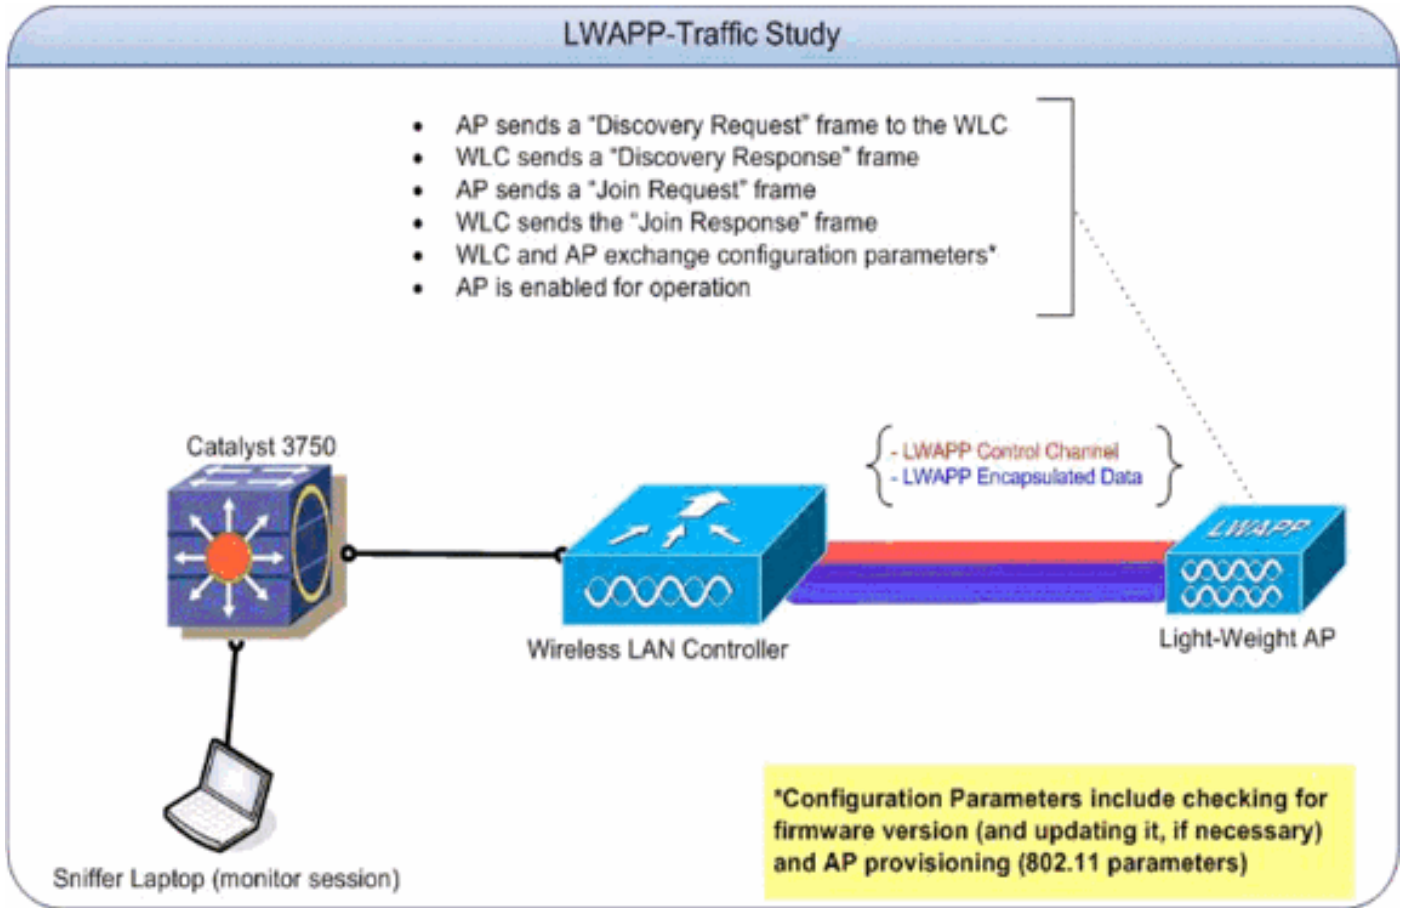 LWAPP-Traffic Study
• AP sends a “Discovery Request” frame to the WLC
• WLC sends a “Discovery Response” frame
• AP sends a “Join Request” frame
• WLC sends the “Join Response” frame
• WLC and AP exchange configuration parameters*
• AP is enabled for operation
Catalyst 3750
- LWAPP Control Channel
- LWAPP Encapsulated Data
LWAPP
Wireless LAN Controller
Light-Weight AP
*Configuration Parameters include checking for
firmware version (and updating it, if necessary)
and AP provisioning (802.11 parameters)
Sniffer Laptop (monitor session)